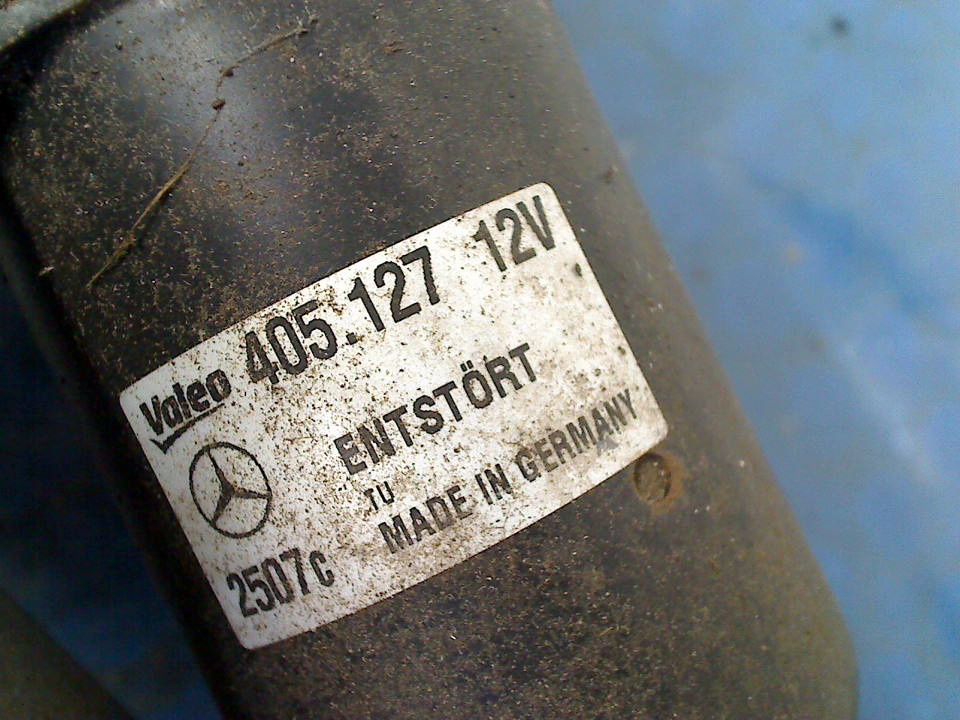 Valeo 405.127 12V
ENTSTÖRT
TU
MADE IN GERMANY
2507C